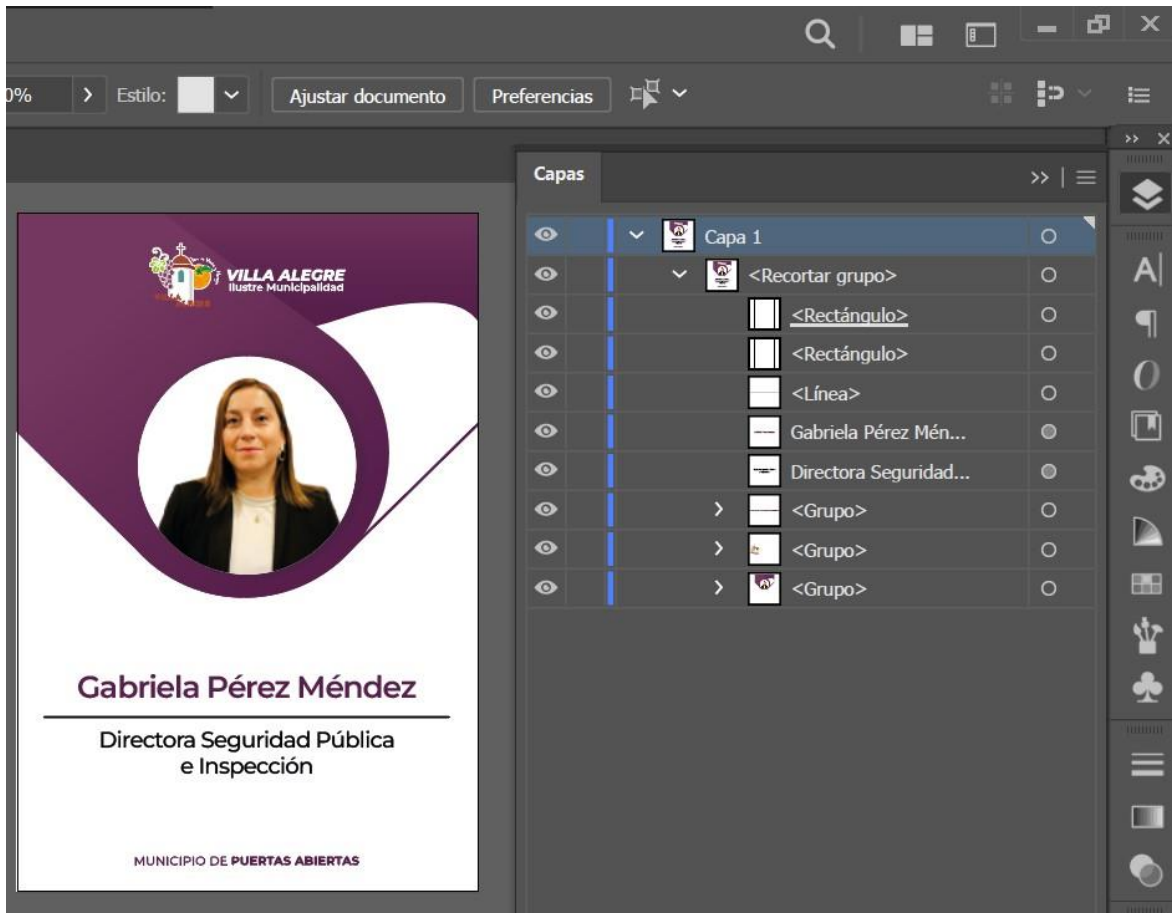 0%
Estilo:
Ajustar documento
Preferencias
Capas
Capa 1
<Recortar grupo>
<Rectángulo>
<Rectángulo>
<Línea>
Gabriela Pérez Mén...
Directora Seguridad...
<Grupo>
<Grupo>
<Grupo>
VILLA ALEGRE
Ilustre Municipalidad
Gabriela Pérez Méndez
Directora Seguridad Pública
e Inspección
MUNICIPIO DE PUERTAS ABIERTAS